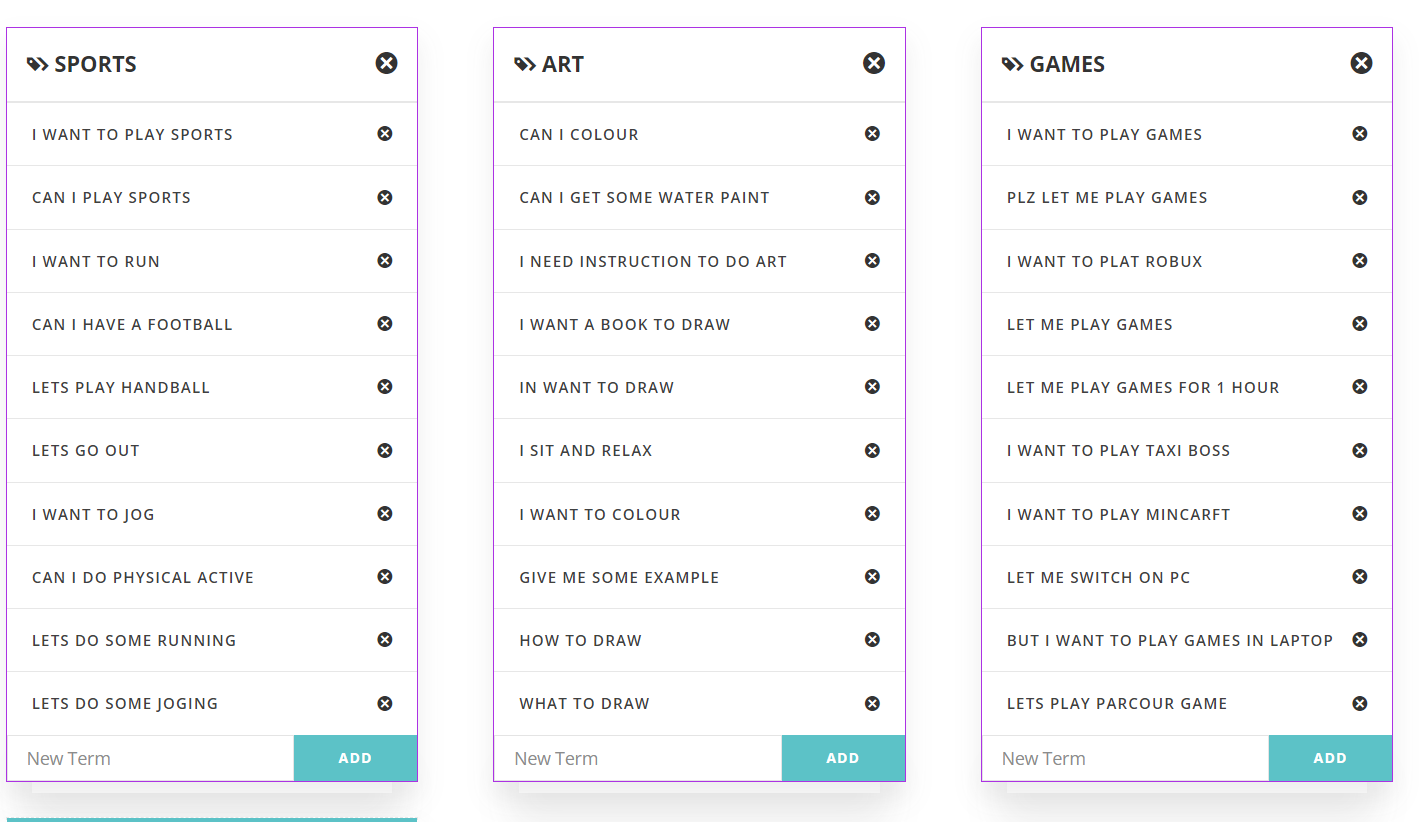 SPORTS
I WANT TO PLAY SPORTS
CAN I PLAY SPORTS
I WANT TO RUN
CAN I HAVE A FOOTBALL
LETS PLAY HANDBALL
LETS GO OUT
I WANT TO JOG
CAN I DO PHYSICAL ACTIVE
LETS DO SOME RUNNING
LETS DO SOME JOGING
New Term
ADD
ART
CAN I COLOUR
CAN I GET SOME WATER PAINT
I NEED INSTRUCTION TO DO ART
I WANT A BOOK TO DRAW
IN WANT TO DRAW
I SIT AND RELAX
I WANT TO COLOUR
GIVE ME SOME EXAMPLE
HOW TO DRAW
WHAT TO DRAW
New Term
ADD
GAMES
I WANT TO PLAY GAMES
PLZ LET ME PLAY GAMES
I WANT TO PLAT ROBUX
LET ME PLAY GAMES
LET ME PLAY GAMES FOR 1 HOUR
I WANT TO PLAY TAXI BOSS
I WANT TO PLAY MINCARFT
LET ME SWITCH ON PC
BUT I WANT TO PLAY GAMES IN LAPTOP
LETS PLAY PARCOUR GAME
New Term
ADD